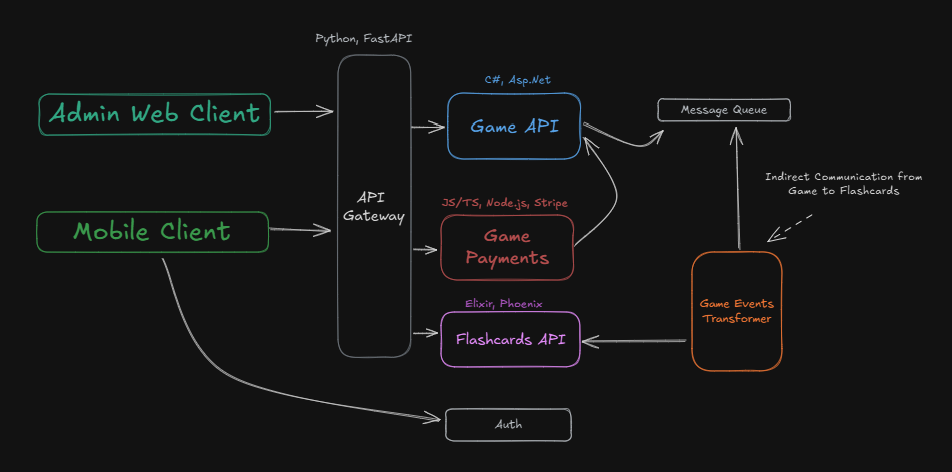 Python, FastAPI
C#, Asp.Net
Admin Web Client
Game API
Message Queue
Indirect Communication from
Game to Flashcards
API
Gateway
JS/TS, Node.js, Stripe
Mobile Client
Game
Payments
Elixir, Phoenix
Game Events
Transformer
Flashcards API
Auth